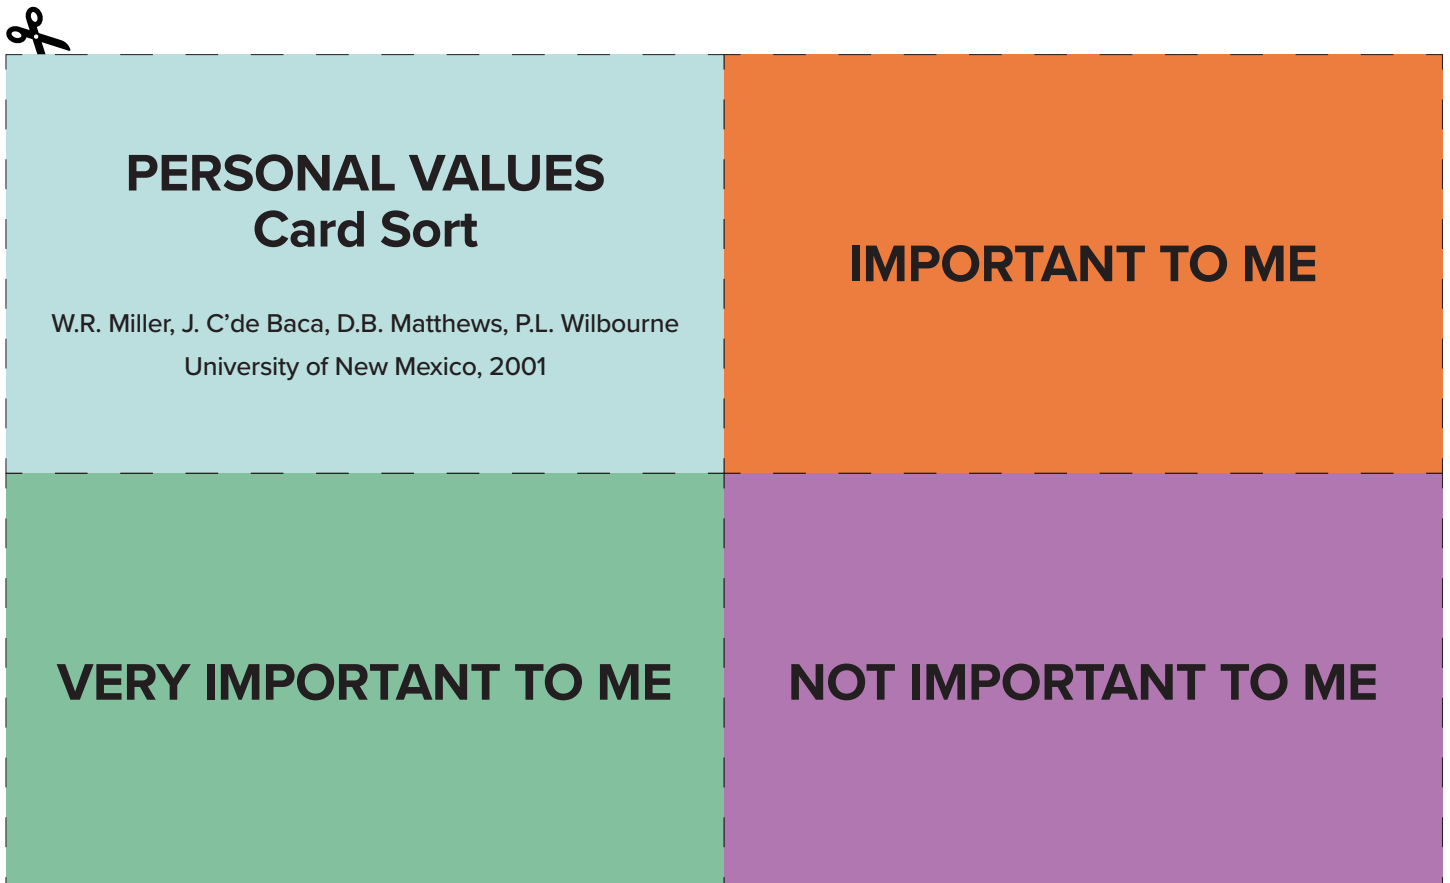 PERSONAL VALUES
Card Sort
W.R. Miller, J. C’de Baca, D.B. Matthews, P.L. Wilbourne
University of New Mexico, 2001
IMPORTANT TO ME
VERY IMPORTANT TO ME
NOT IMPORTANT TO ME